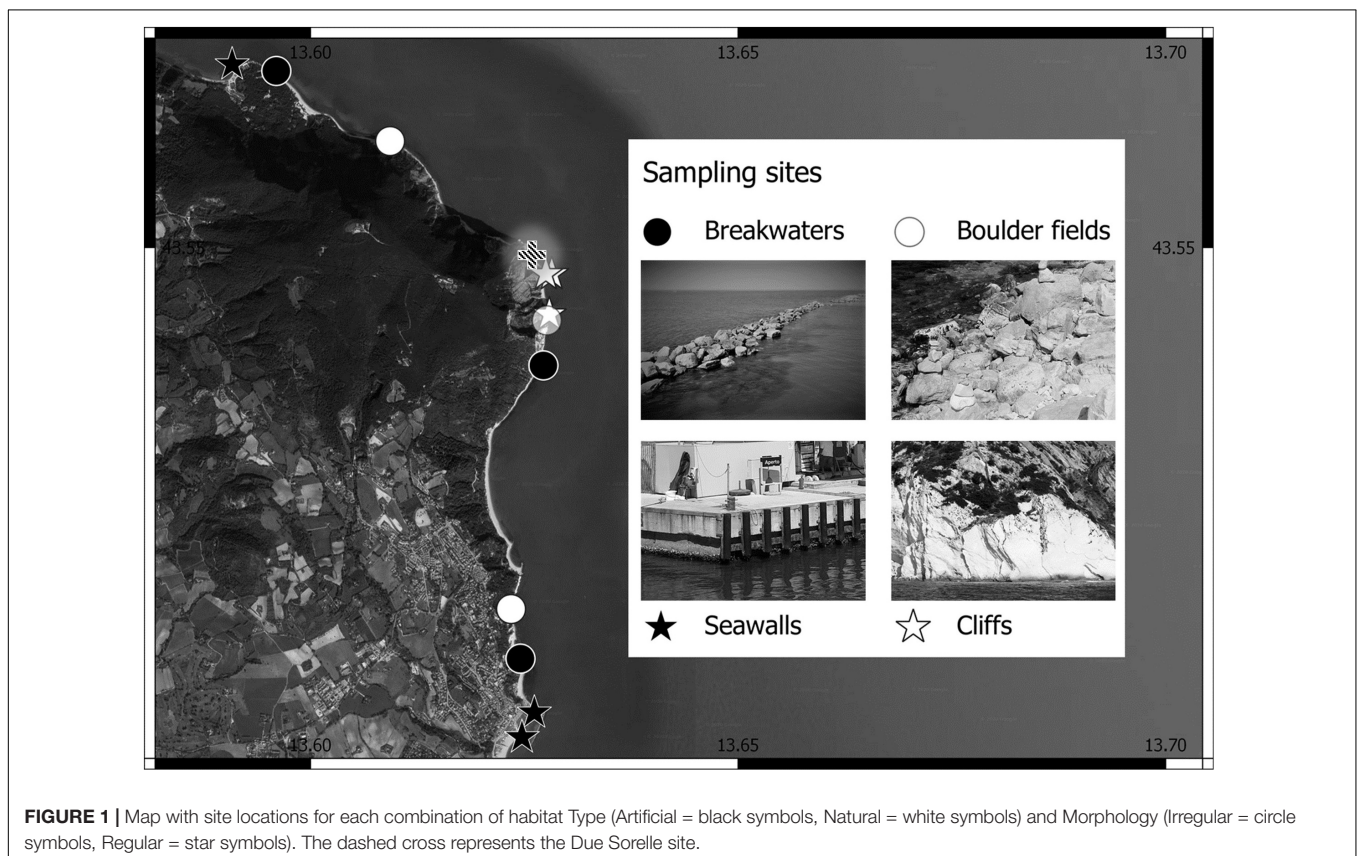 13.60
13.65
13.70
43.55
43.55
Sampling sites
Breakwaters
Boulder fields
Aperto
Seawalls
Cliffs
13.60
13.65
13.70
FIGURE 1 | Map with site locations for each combination of habitat Type (Artificial = black symbols, Natural = white symbols) and Morphology (Irregular = circle
symbols, Regular = star symbols). The dashed cross represents the Due Sorelle site.